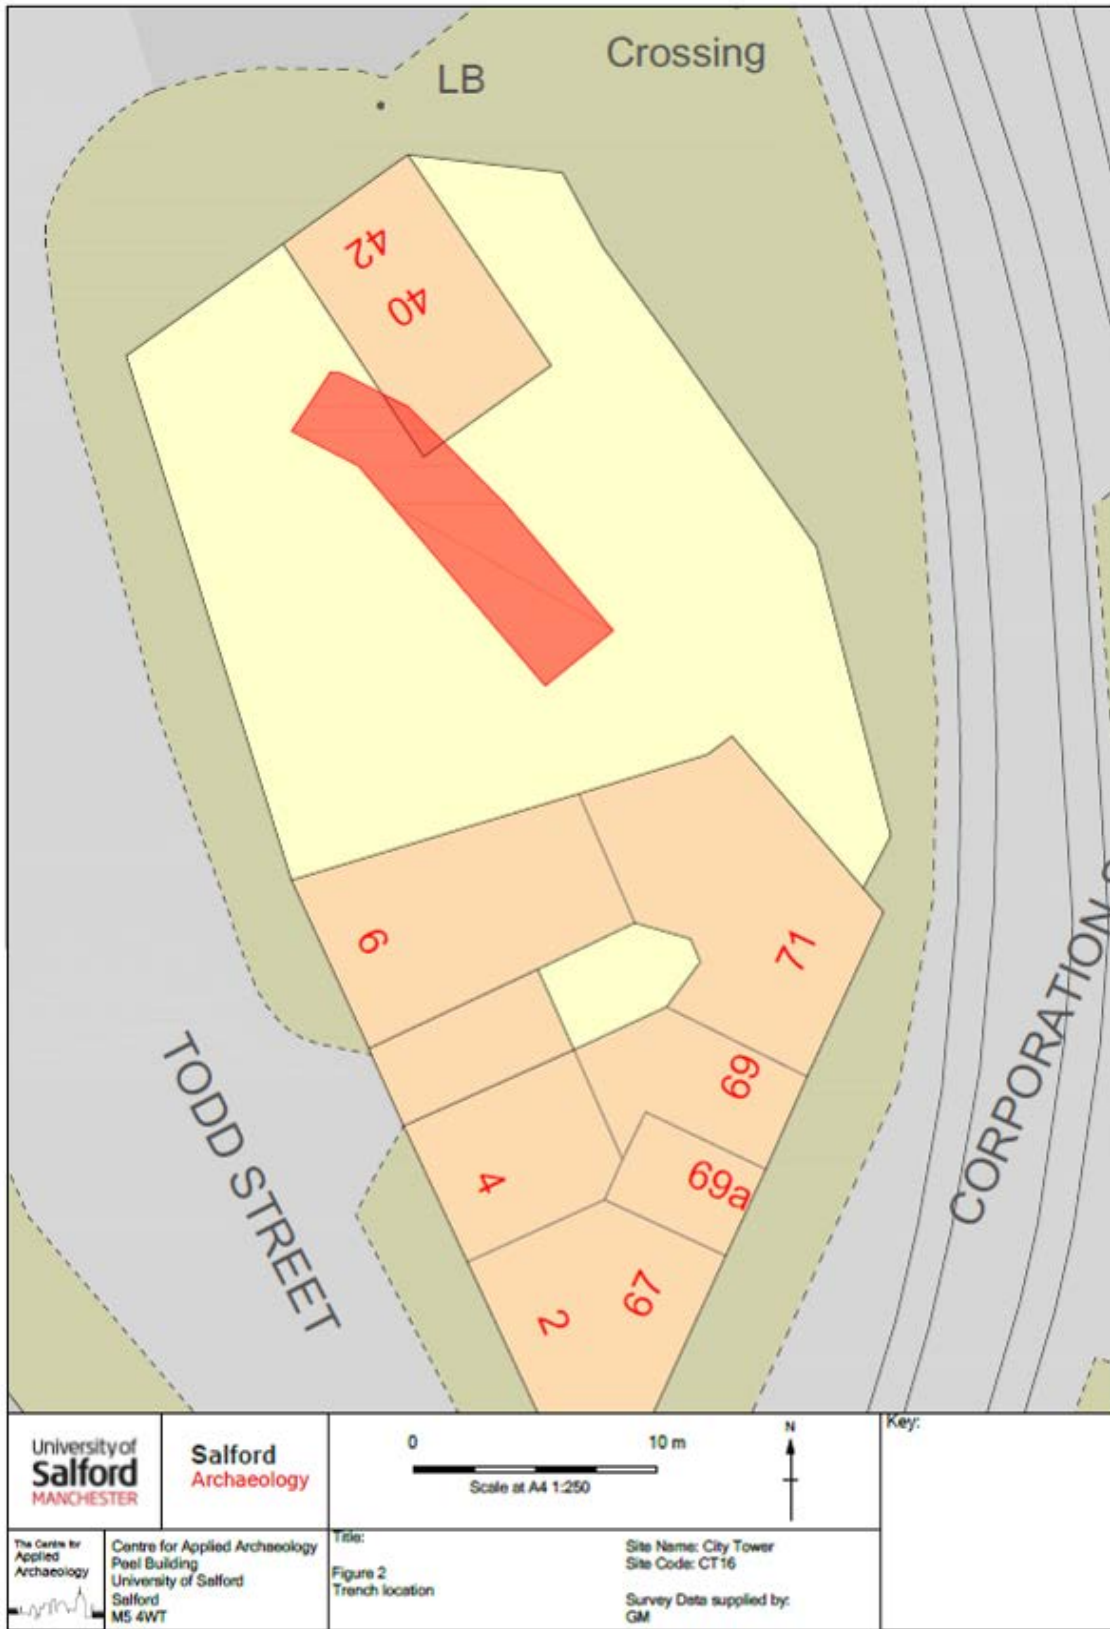 LB
Crossing
42
40
6
71
69
69a
4
67
2
TODD STREET
CORPORATION
University of
Salford
MANCHESTER
Salford
Archaeology
0 10 m
Scale at A4 1:250
N
Key:
The Centre for
Applied
Archaeology
Centre for Applied Archaeology
Peel Building
University of Salford
Salford
M5 4WT
Title:
Figure 2
Trench location
Site Name: City Tower
Site Code: CT16
Survey Data supplied by:
GM